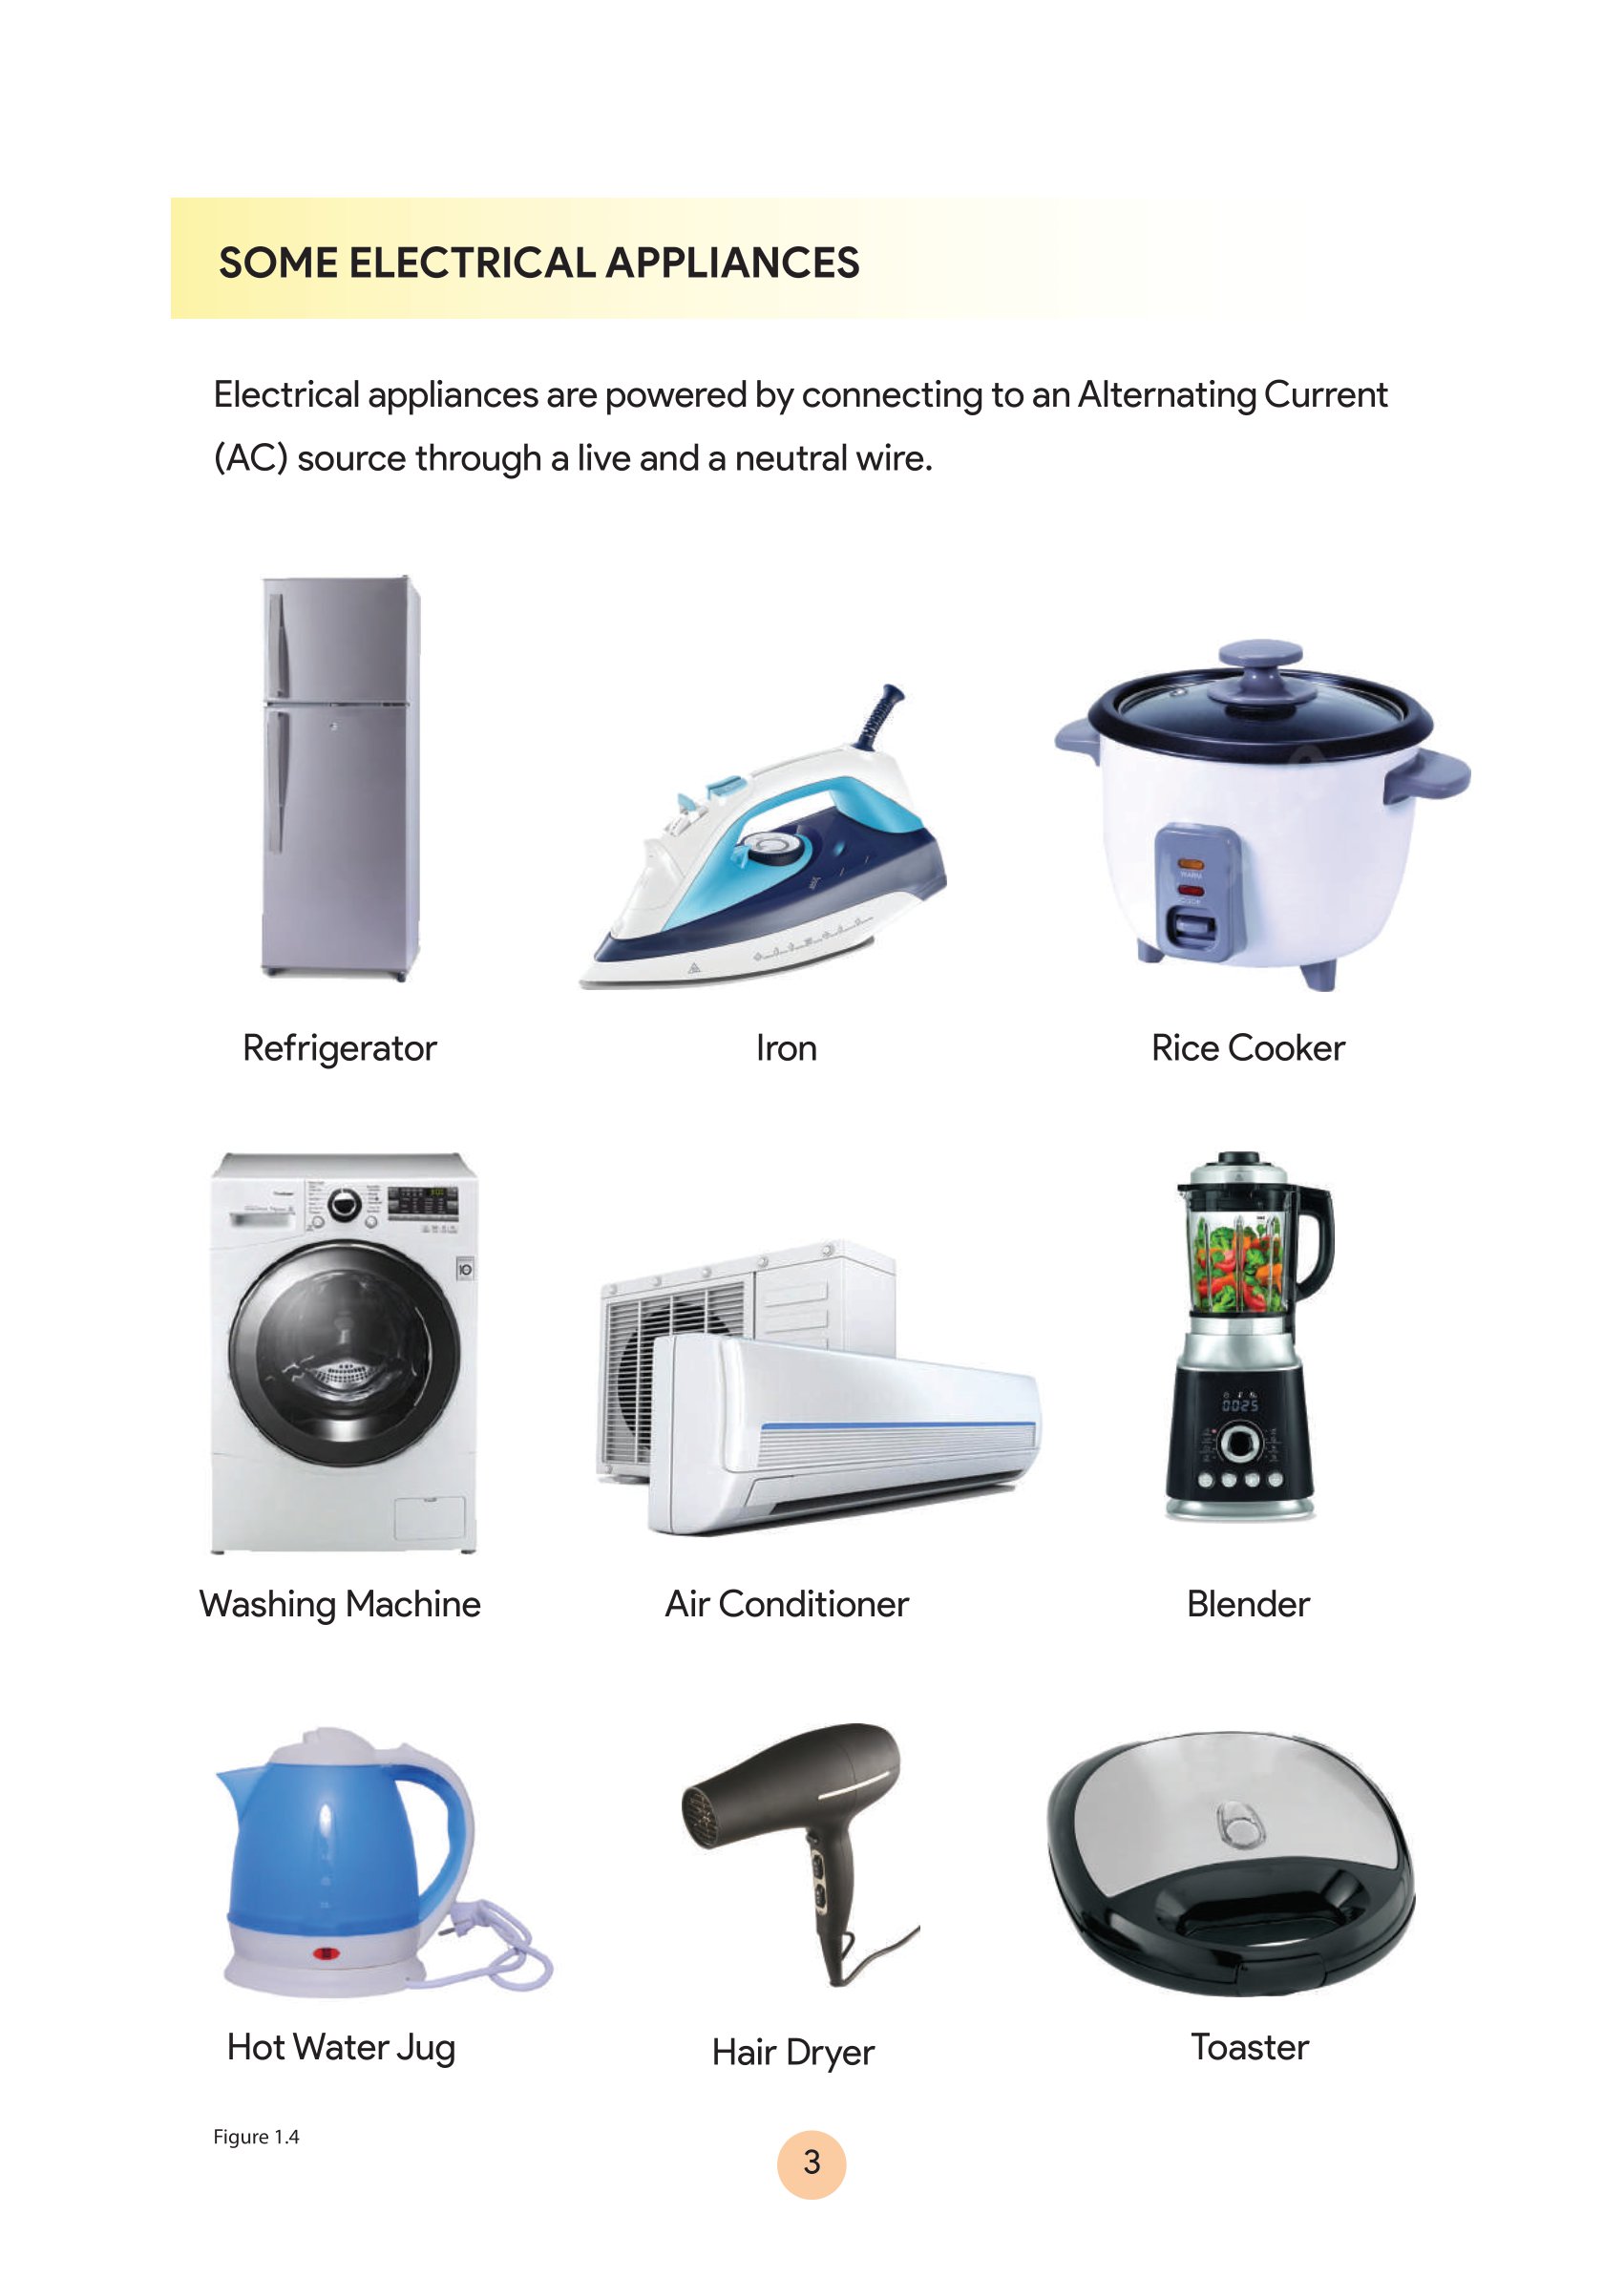 SOME ELECTRICAL APPLIANCES
Electrical appliances are powered by connecting to an Alternating Current
(AC) source through a live and a neutral wire.
Refrigerator
Iron
WARM
COOK
Rice Cooker
Washing Machine
Air Conditioner
0025
Blender
Hot Water Jug
Hair Dryer
Toaster
Figure 1.4
3